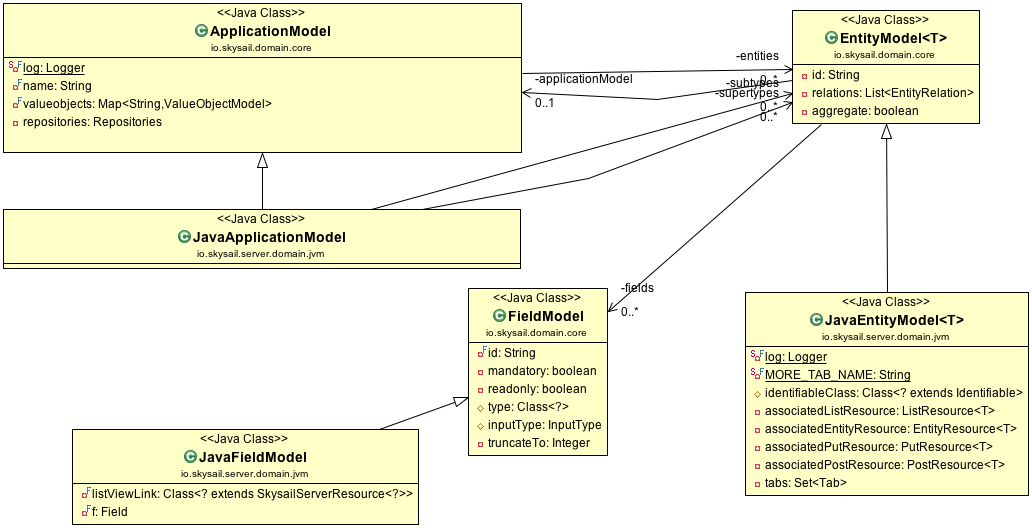 <<Java Class>>
ApplicationModel
io.skysail.domain.core
log: Logger
name: String
valueobjects: Map<String,ValueObjectModel>
repositories: Repositories
<<Java Class>>
EntityModel<T>
io.skysail.domain.core
id: String
relations: List<EntityRelation>
aggregate: boolean
-entities
0..*
-applicationModel
0..1
-subtypes
0..*
-supertypes
0..*
<<Java Class>>
JavaApplicationModel
io.skysail.server.domain.jvm
-fields
0..*
<<Java Class>>
FieldModel
io.skysail.domain.core
id: String
mandatory: boolean
readonly: boolean
type: Class<?>
inputType: InputType
truncateTo: Integer
<<Java Class>>
JavaEntityModel<T>
io.skysail.server.domain.jvm
log: Logger
MORE_TAB_NAME: String
identifiableClass: Class<? extends Identifiable>
associatedListResource: ListResource<T>
associatedEntityResource: EntityResource<T>
associatedPutResource: PutResource<T>
associatedPostResource: PostResource<T>
tabs: Set<Tab>
<<Java Class>>
JavaFieldModel
io.skysail.server.domain.jvm
listViewLink: Class<? extends SkysailServerResource<?>>
f: Field